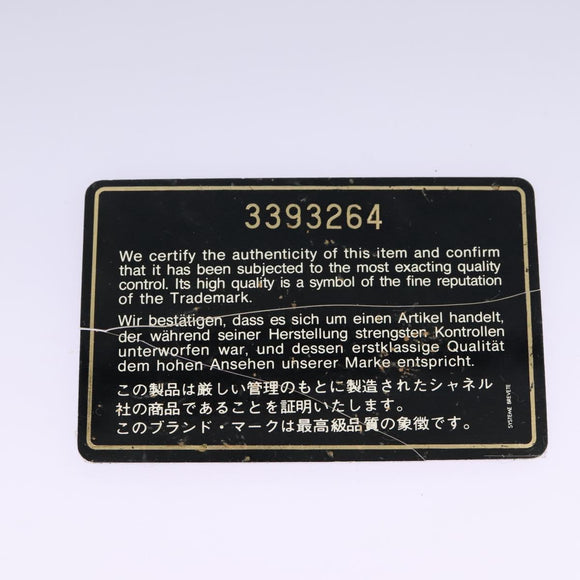 3393264
We certify the authenticity of this item and confirm
that it has been subjected to the most exacting quality
control. Its high quality is a symbol of the fine reputation
of the Trademark.
Wir bestätigen, dass es sich um einen Artikel handelt,
der während seiner Herstellung strengsten Kontrollen
unterworfen war, und dessen erstklassige Qualität
dem hohen Ansehen unserer Marke entspricht.
この製品は厳しい管理のもとに製造されたシャネル
社の商品であることを証明いたします。
このブランド・マークは最高級品質の象徴です。
SYSTEME BREVETE